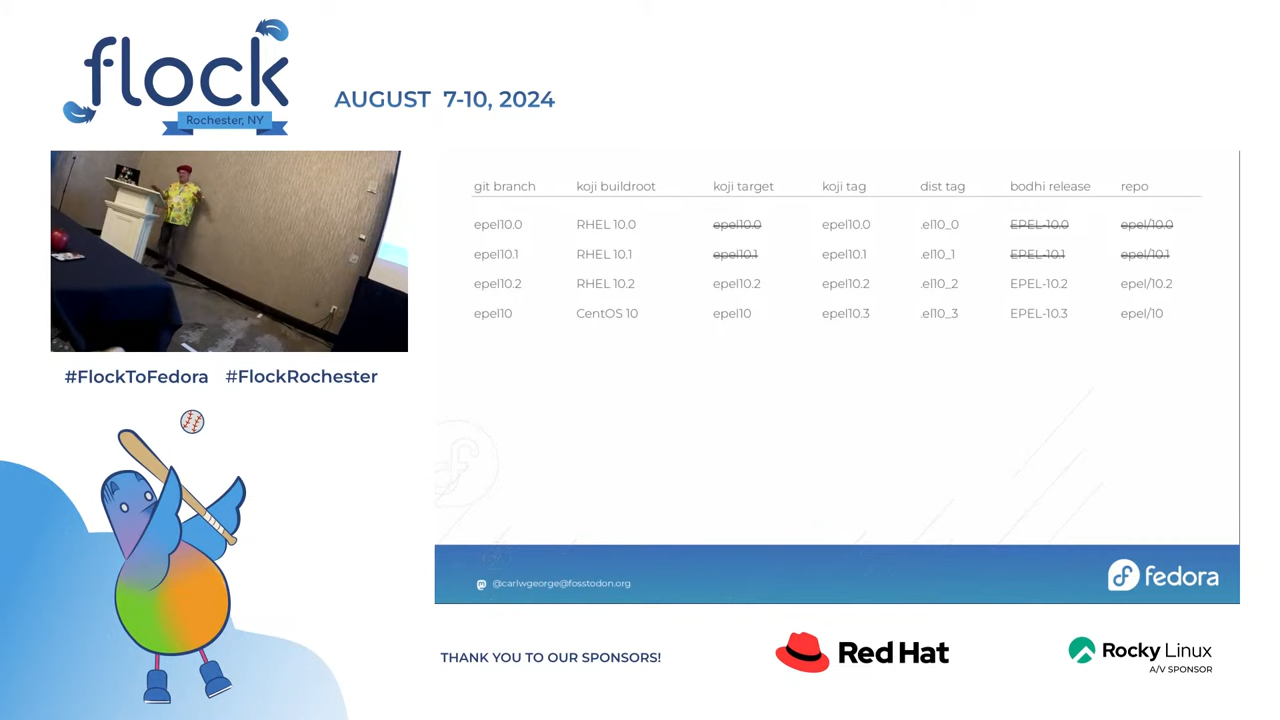 flock
Rochester, NY
AUGUST 7-10, 2024
#FlockToFedora #FlockRochester
git branch koji buildroot koji target koji tag dist tag bodhi release repo
epel10.0 RHEL 10.0 epel10.0 epel10.0 .el10_0 EPEL-10.0 epel/10.0
epel10.1 RHEL 10.1 epel10.1 epel10.1 .el10_1 EPEL-10.1 epel/10.1
epel10.2 RHEL 10.2 epel10.2 epel10.2 .el10_2 EPEL-10.2 epel/10.2
epel10 CentOS 10 epel10 epel10.3 .el10_3 EPEL-10.3 epel/10
@carlwgeorge@fosstodon.org
fedora
THANK YOU TO OUR SPONSORS!
Red Hat
Rocky Linux
A/V SPONSOR